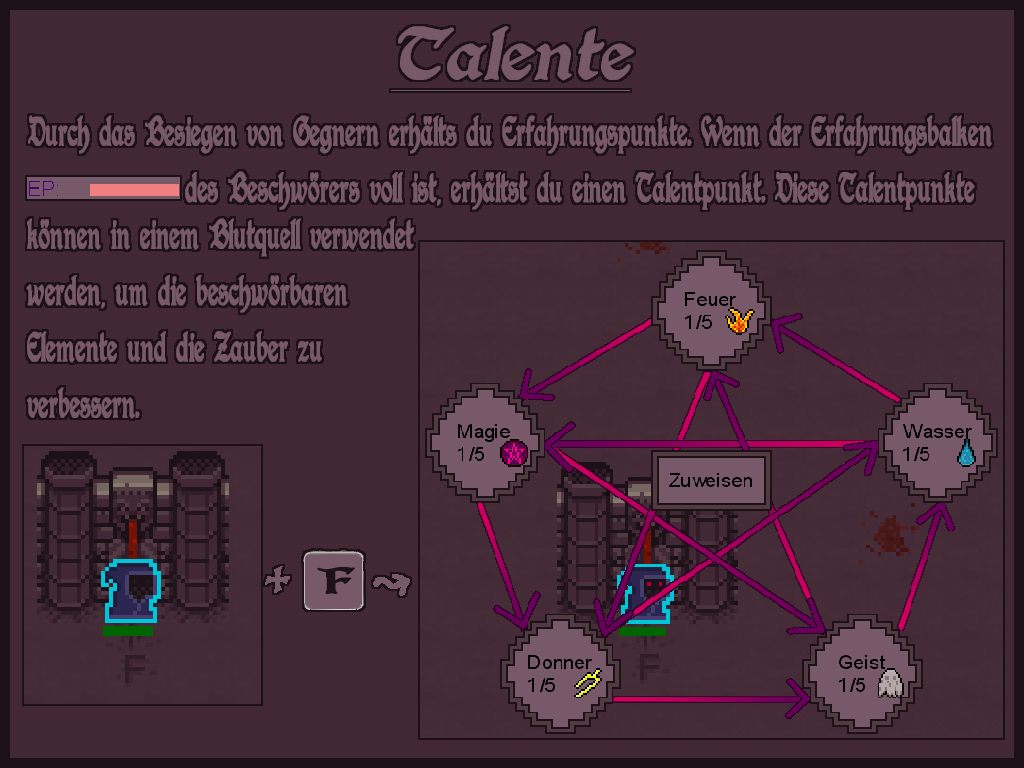 Talente
Durch das Besiegen von Gegnern erhälts du Erfahrungspunkte. Wenn der Erfahrungsbalken
EP: des Beschwörers voll ist, erhältst du einen Talentpunkt. Diese Talentpunkte
können in einem Blutquell verwendet
werden, um die beschwörbaren
Elemente und die Zauber zu
verbessern.
Feuer
1/5
Magie
1/5
Wasser
1/5
Zuweisen
+ F
Donner
1/5
Geist
1/5
F
F